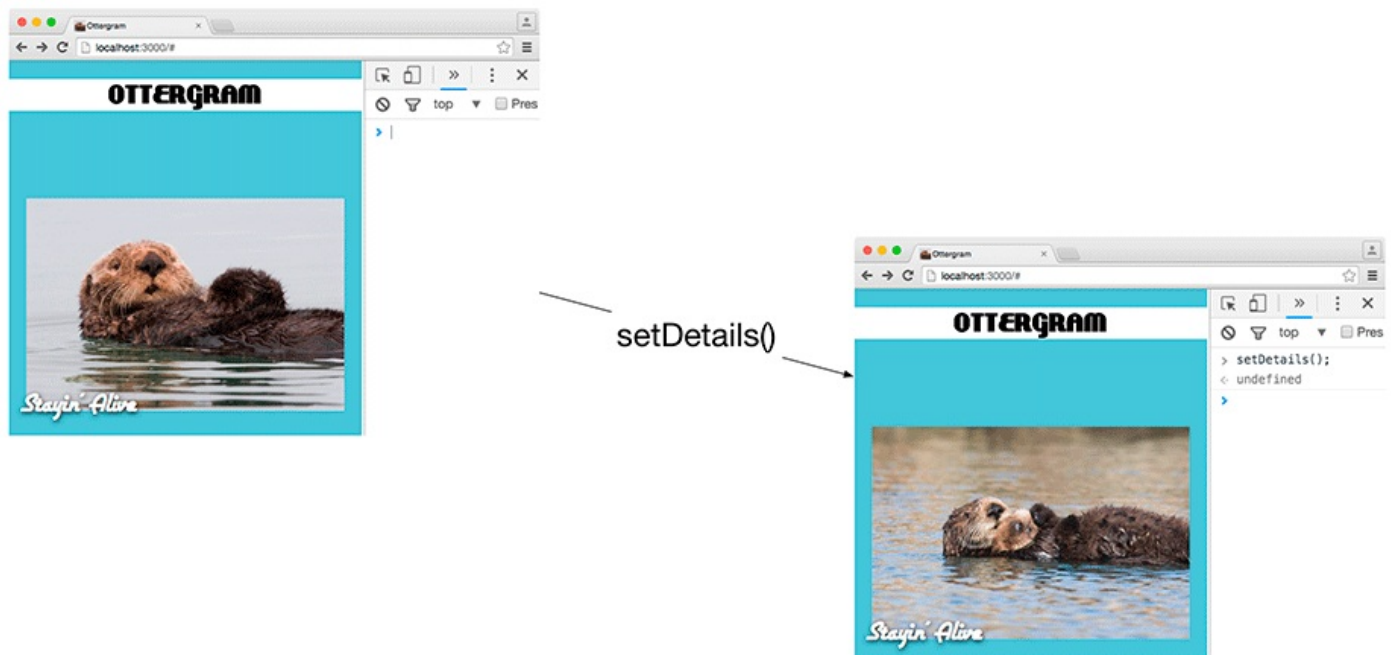 Ottergram
localhost:3000/#
OTTERGRAM
top ▼ Pres
>
Stayin' Alive
setDetails()
Ottergram
localhost:3000/#
OTTERGRAM
top ▼ Pres
> setDetails();
undefined
>
Stayin' Alive